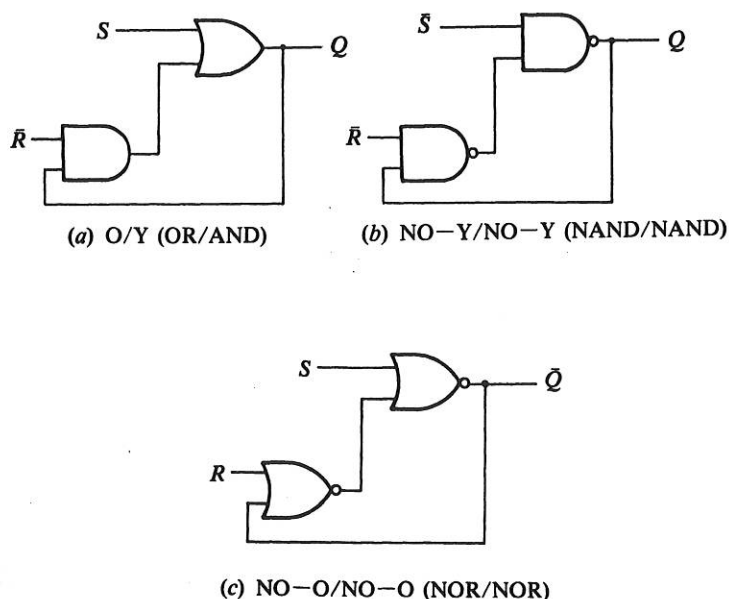 S
Q
R̄
(a) O/Y (OR/AND)
S̄
Q
R̄
(b) NO—Y/NO—Y (NAND/NAND)
S
Q̄
R
(c) NO—O/NO—O (NOR/NOR)